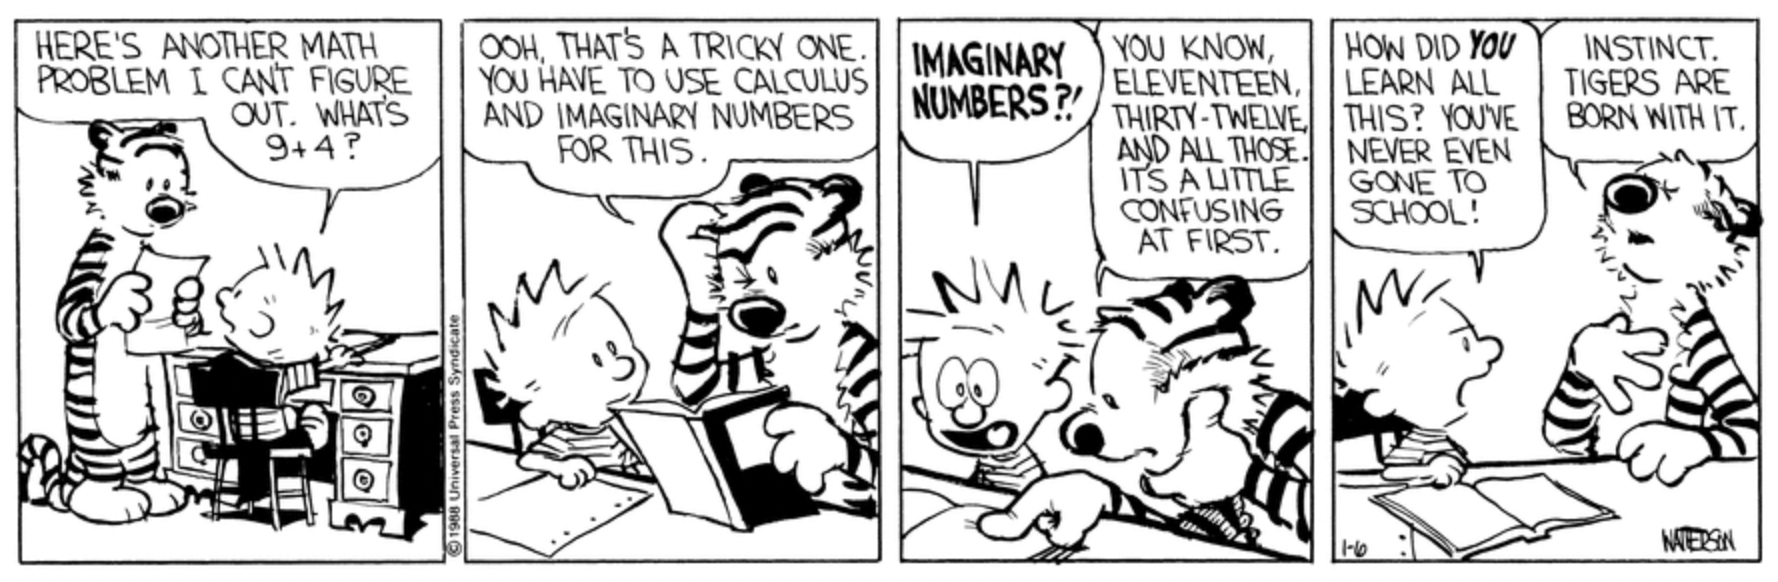 HERE'S ANOTHER MATH
PROBLEM I CAN'T FIGURE
OUT. WHAT'S
9+4?
OOH, THAT'S A TRICKY ONE.
YOU HAVE TO USE CALCULUS
AND IMAGINARY NUMBERS
FOR THIS.
IMAGINARY
NUMBERS?!
YOU KNOW,
ELEVENTEEN,
THIRTY-TWELVE,
AND ALL THOSE.
IT'S A LITTLE
CONFUSING
AT FIRST.
HOW DID YOU
LEARN ALL
THIS? YOU'VE
NEVER EVEN
GONE TO
SCHOOL!
INSTINCT.
TIGERS ARE
BORN WITH IT.
© 1988 Universal Press Syndicate
1-6
WATTERSON